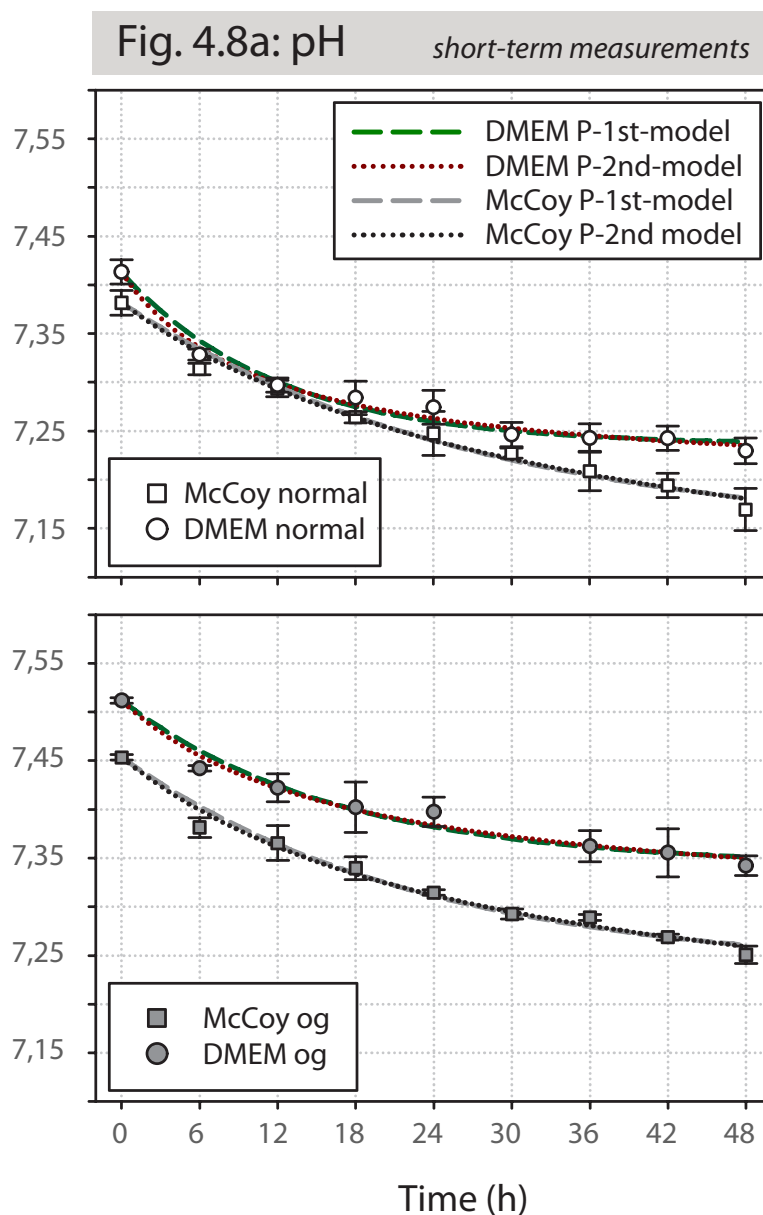 Fig. 4.8a: pH short-term measurements
7,55
7,45
7,35
7,25
7,15
DMEM P-1st-model
DMEM P-2nd-model
McCoy P-1st-model
McCoy P-2nd model
McCoy normal
DMEM normal
7,55
7,45
7,35
7,25
7,15
McCoy og
DMEM og
0 6 12 18 24 30 36 42 48
Time (h)